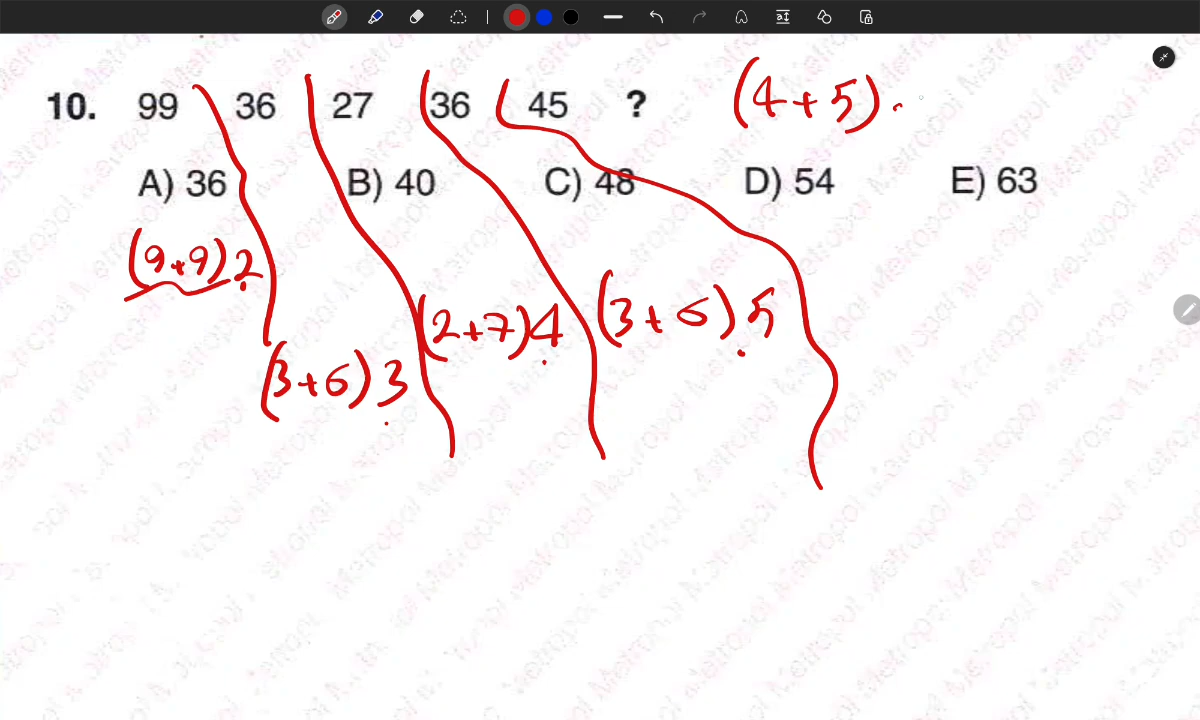 10. 99 36 27 36 45 ? (4+5).
A) 36 B) 40 C) 48 D) 54 E) 63
(9+9)2
(3+6)3
(2+7)4
(3+6)5